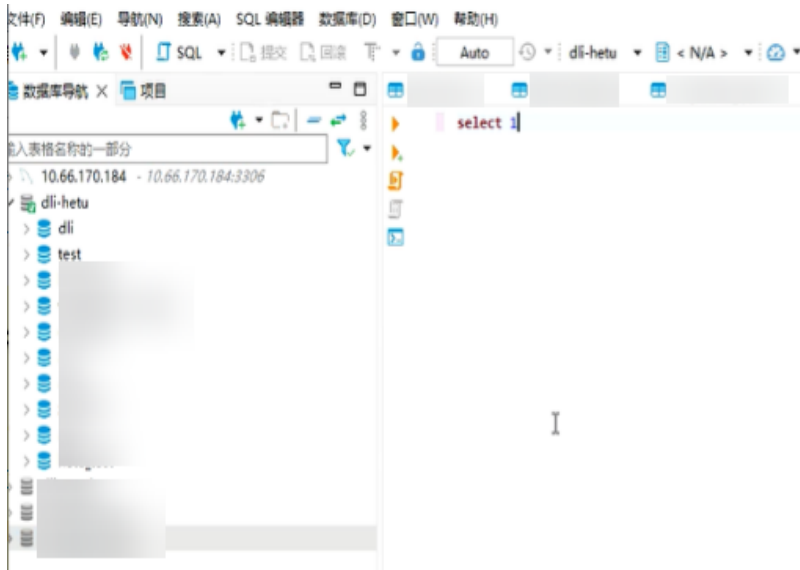 文件(F) 编辑(E) 导航(N) 搜索(A) SQL 编辑器 数据库(D) 窗口(W) 帮助(H)
SQL 提交 回滚 Auto dli-hetu < N/A >
数据库导航 项目
输入表格名称的一部分
10.66.170.184 - 10.66.170.184:3306
dli-hetu
dli
test
select 1